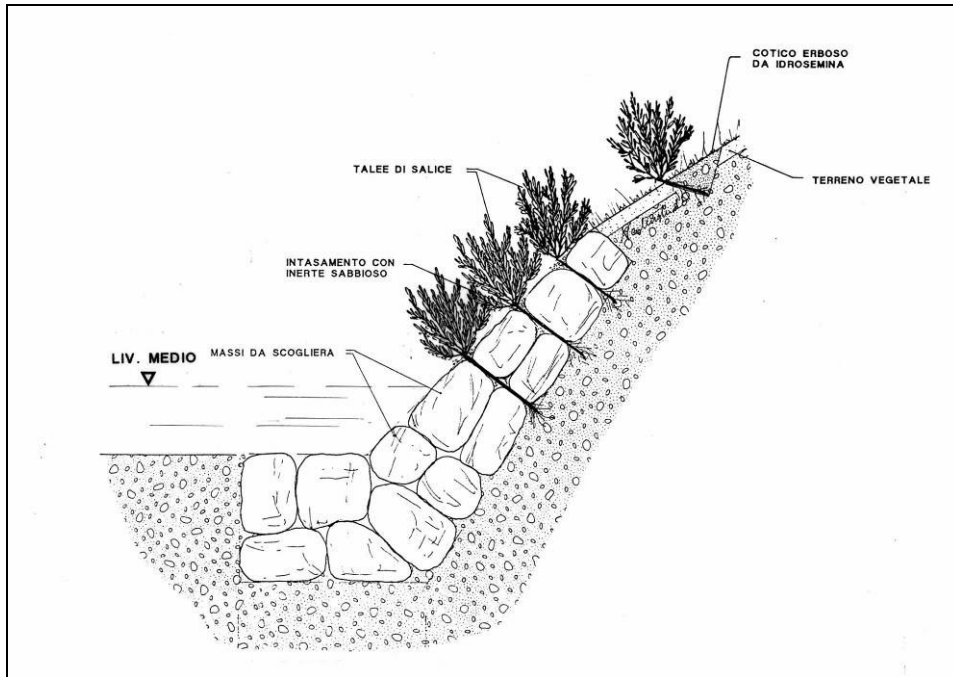 COTICO ERBOSO
DA IDROSEMINA
TALEE DI SALICE
TERRENO VEGETALE
INTASAMENTO CON
INERTE SABBIOSO
LIV. MEDIO
MASSI DA SCOGLIERA